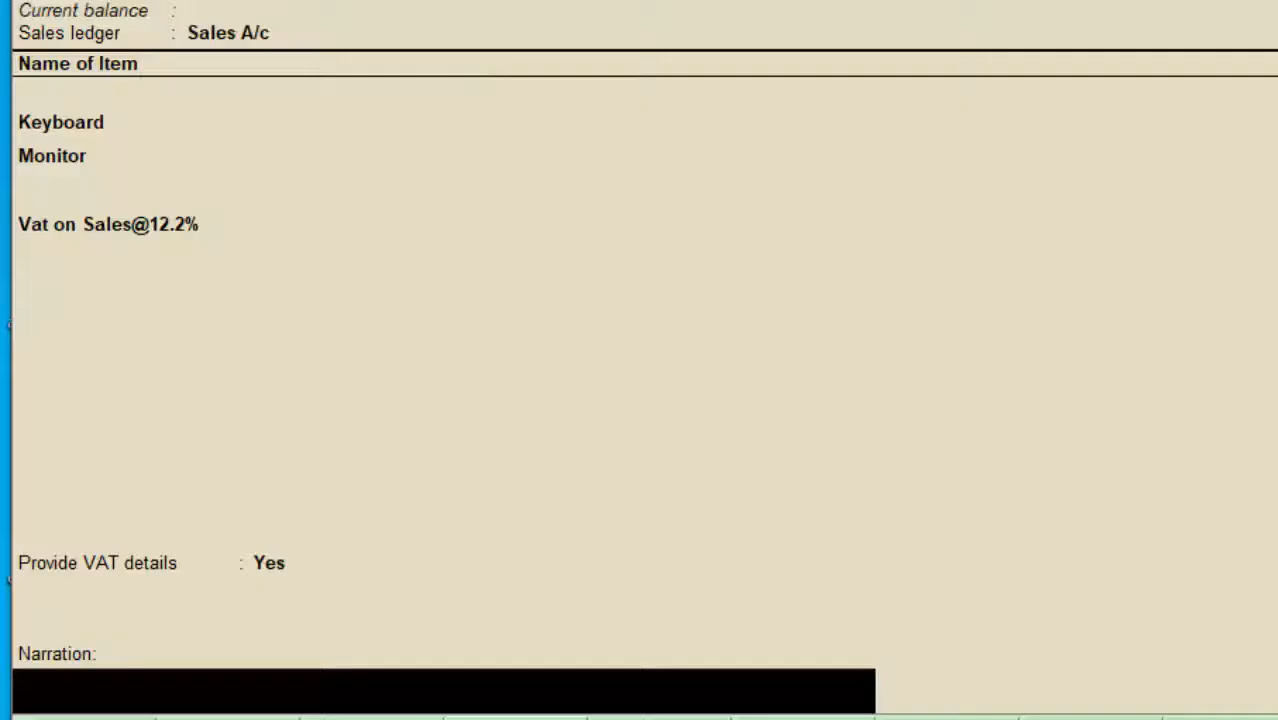 Current balance :
Sales ledger : Sales A/c
Name of Item
Keyboard
Monitor
Vat on Sales@12.2%
Provide VAT details : Yes
Narration: